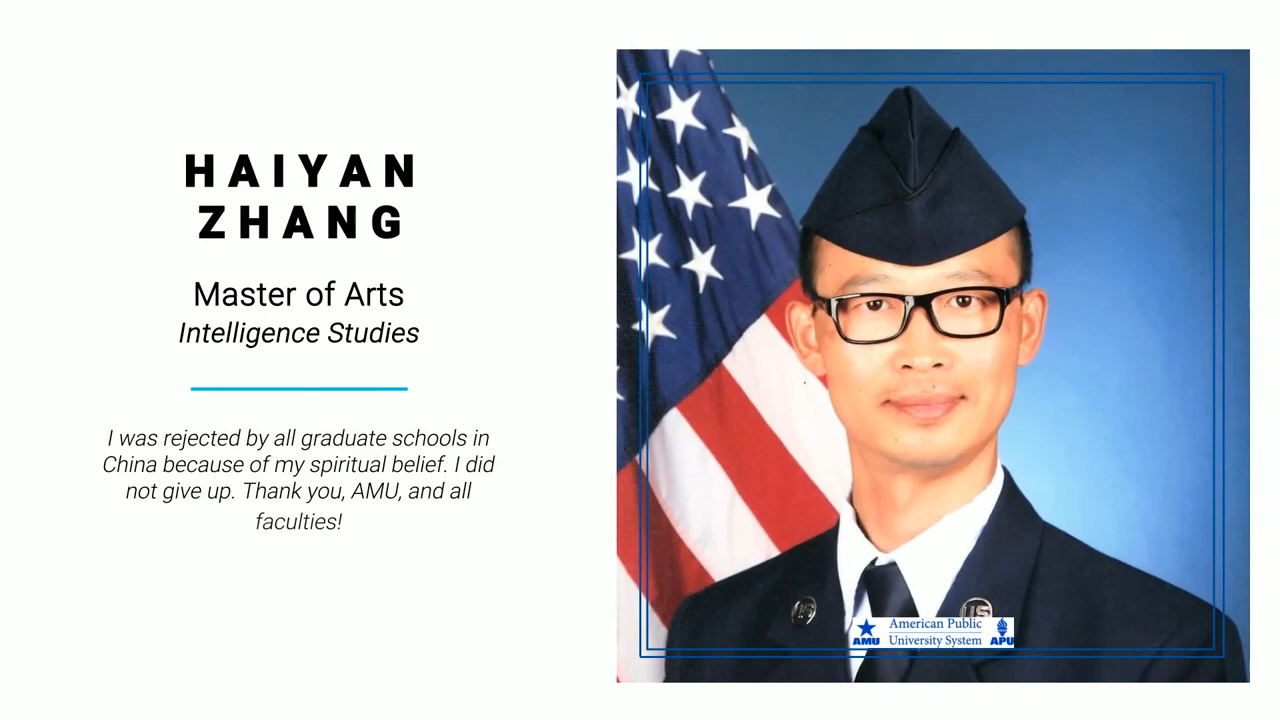 HAIYAN
ZHANG
Master of Arts
Intelligence Studies
I was rejected by all graduate schools in
China because of my spiritual belief. I did
not give up. Thank you, AMU, and all
faculties!
US
American Public
University System
AMU
APU